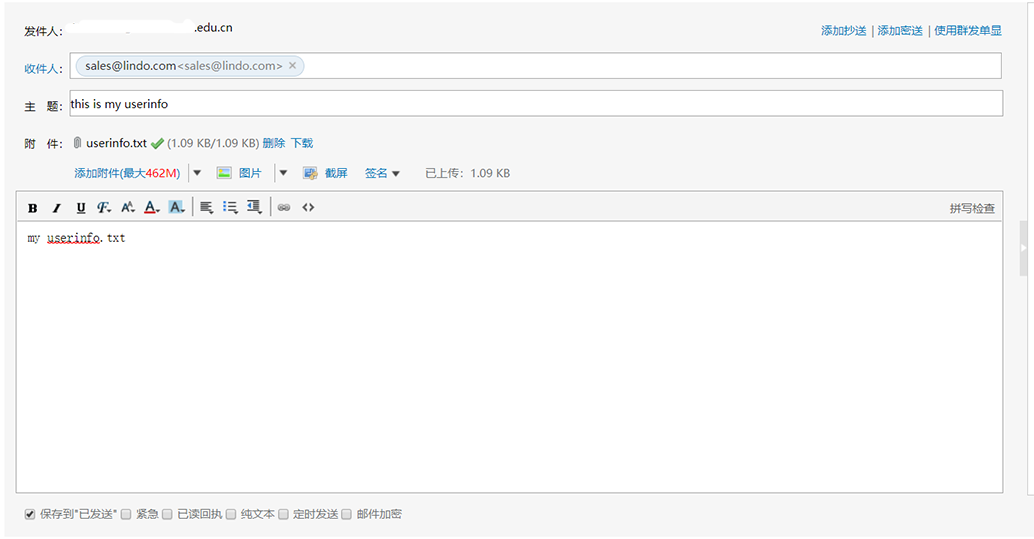 发件人： .edu.cn 添加抄送 | 添加密送 | 使用群发单显
收件人： sales@lindo.com<sales@lindo.com> ×
主 题： this is my userinfo
附 件： userinfo.txt (1.09 KB/1.09 KB) 删除 下载
添加附件(最大462M) 图片 截屏 签名 已上传：1.09 KB
B I U F A A A 拼写检查
my userinfo.txt
保存到"已发送" 紧急 已读回执 纯文本 定时发送 邮件加密